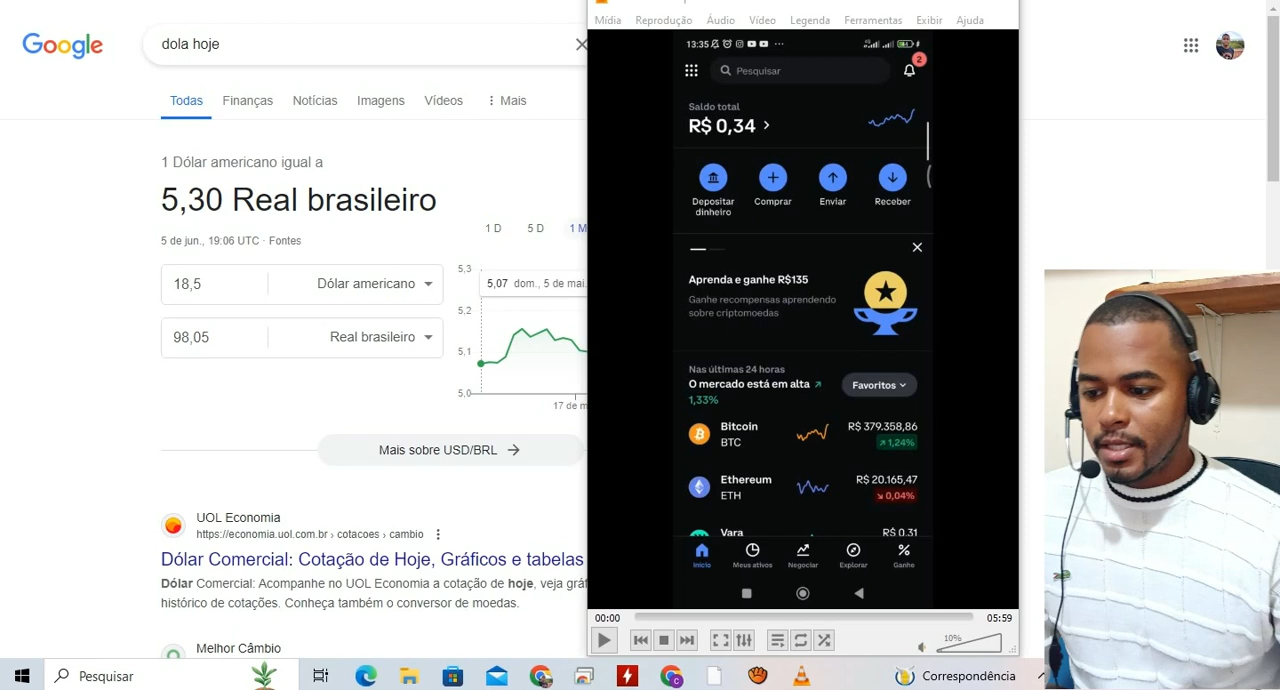 Google
dola hoje
Todas
Finanças
Notícias
Imagens
Vídeos
Mais
1 Dólar americano igual a
5,30 Real brasileiro
5 de jun., 19:06 UTC · Fontes
1 D
5 D
1 M
18,5
Dólar americano
98,05
Real brasileiro
5,3
5,2
5,1
5,0
5,07 dom., 5 de mai.
17 de m
Mais sobre USD/BRL
UOL Economia
https://economia.uol.com.br › cotacoes › cambio
Dólar Comercial: Cotação de Hoje, Gráficos e tabelas
Dólar Comercial: Acompanhe no UOL Economia a cotação de hoje, veja gráf
histórico de cotações. Conheça também o conversor de moedas.
Melhor Câmbio
Mídia
Reprodução
Áudio
Vídeo
Legenda
Ferramentas
Exibir
Ajuda
13:35
Pesquisar
2
Saldo total
R$ 0,34
Depositar
dinheiro
Comprar
Enviar
Receber
Aprenda e ganhe R$135
Ganhe recompensas aprendendo
sobre criptomoedas
Nas últimas 24 horas
O mercado está em alta
1,33%
Favoritos
Bitcoin
BTC
R$ 379.358,86
1,24%
Ethereum
ETH
R$ 20.165,47
0,04%
Vara
R$ 0,31
Início
Meus ativos
Negociar
Explorar
Ganhe
00:00
05:59
10%
Pesquisar
Correspondência